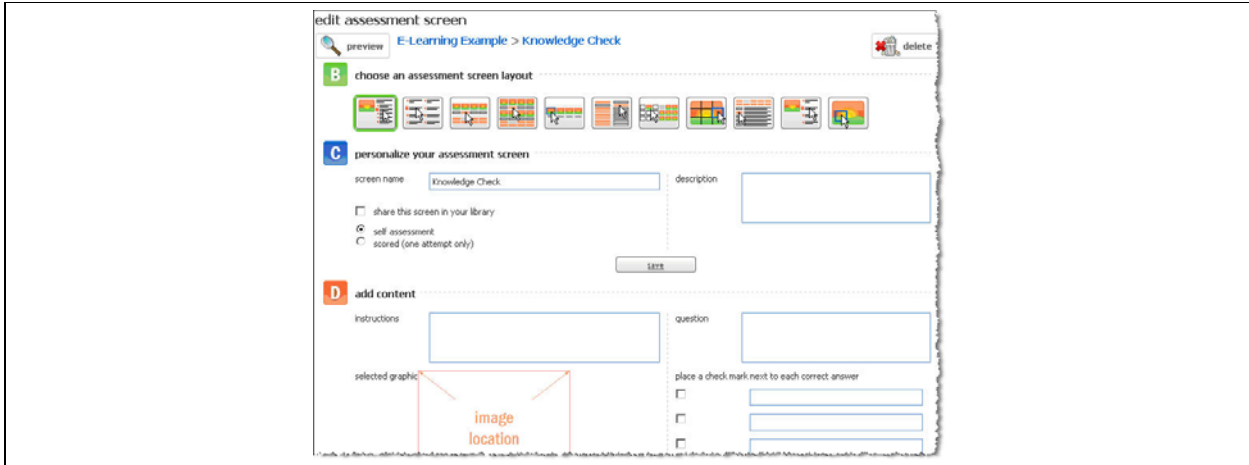 edit assessment screen
preview
E-Learning Example > Knowledge Check
delete
B choose an assessment screen layout
C personalize your assessment screen
screen name
Knowledge Check
description
share this screen in your library
self assessment
scored (one attempt only)
save
D add content
instructions
question
selected graphic
place a check mark next to each correct answer
image
location